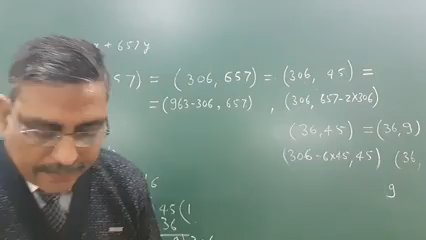 x + 657y
57) = (306, 657) = (306, 45) =
= (963-306, 657) , (306, 657-2×306)
(36, 45) = (36, 9)
(306-6×45, 45) (36,
9
6
45(1
36